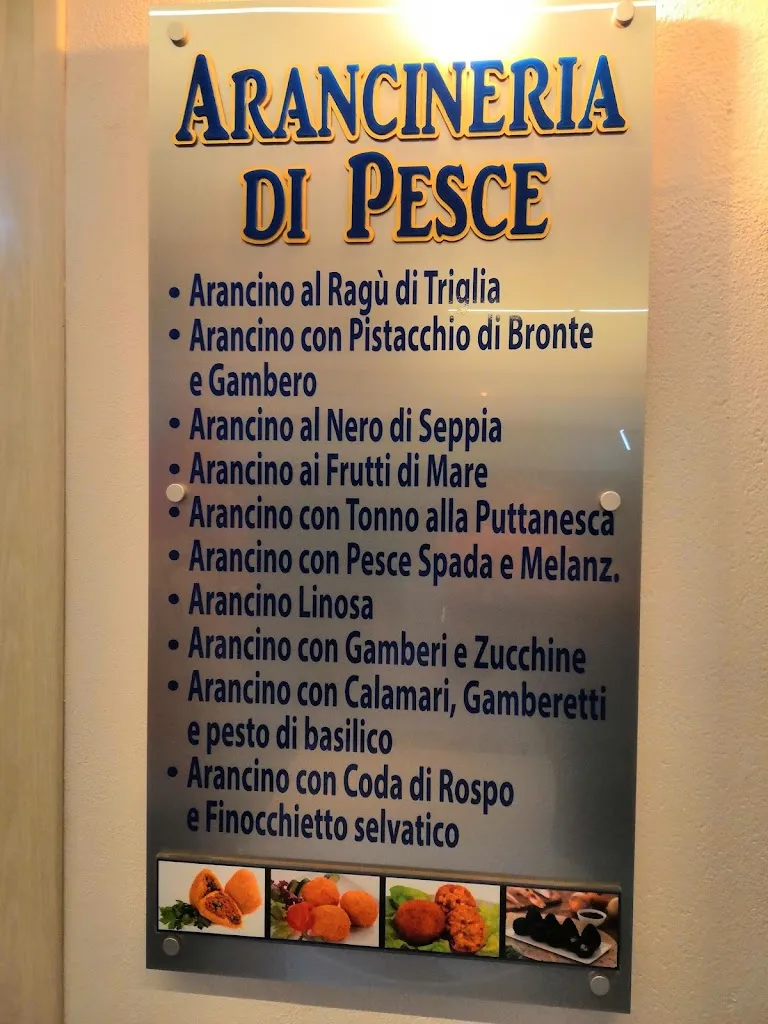 ARANCINERIA
DI PESCE
• Arancino al Ragù di Triglia
• Arancino con Pistacchio di Bronte
e Gambero
• Arancino al Nero di Seppia
• Arancino ai Frutti di Mare
• Arancino con Tonno alla Puttanesca
• Arancino con Pesce Spada e Melanz.
• Arancino Linosa
• Arancino con Gamberi e Zucchine
• Arancino con Calamari, Gamberetti
e pesto di basilico
• Arancino con Coda di Rospo
e Finocchietto selvatico